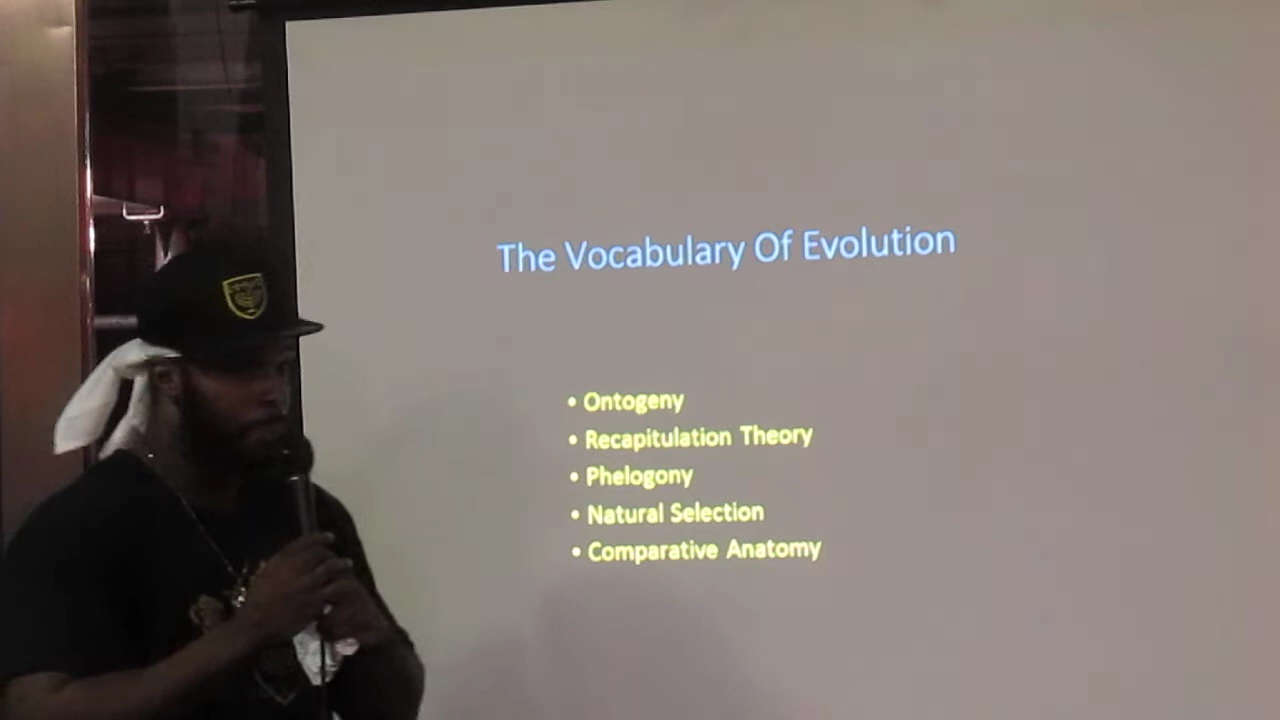 The Vocabulary Of Evolution
• Ontogeny
• Recapitulation Theory
• Phelogony
• Natural Selection
• Comparative Anatomy